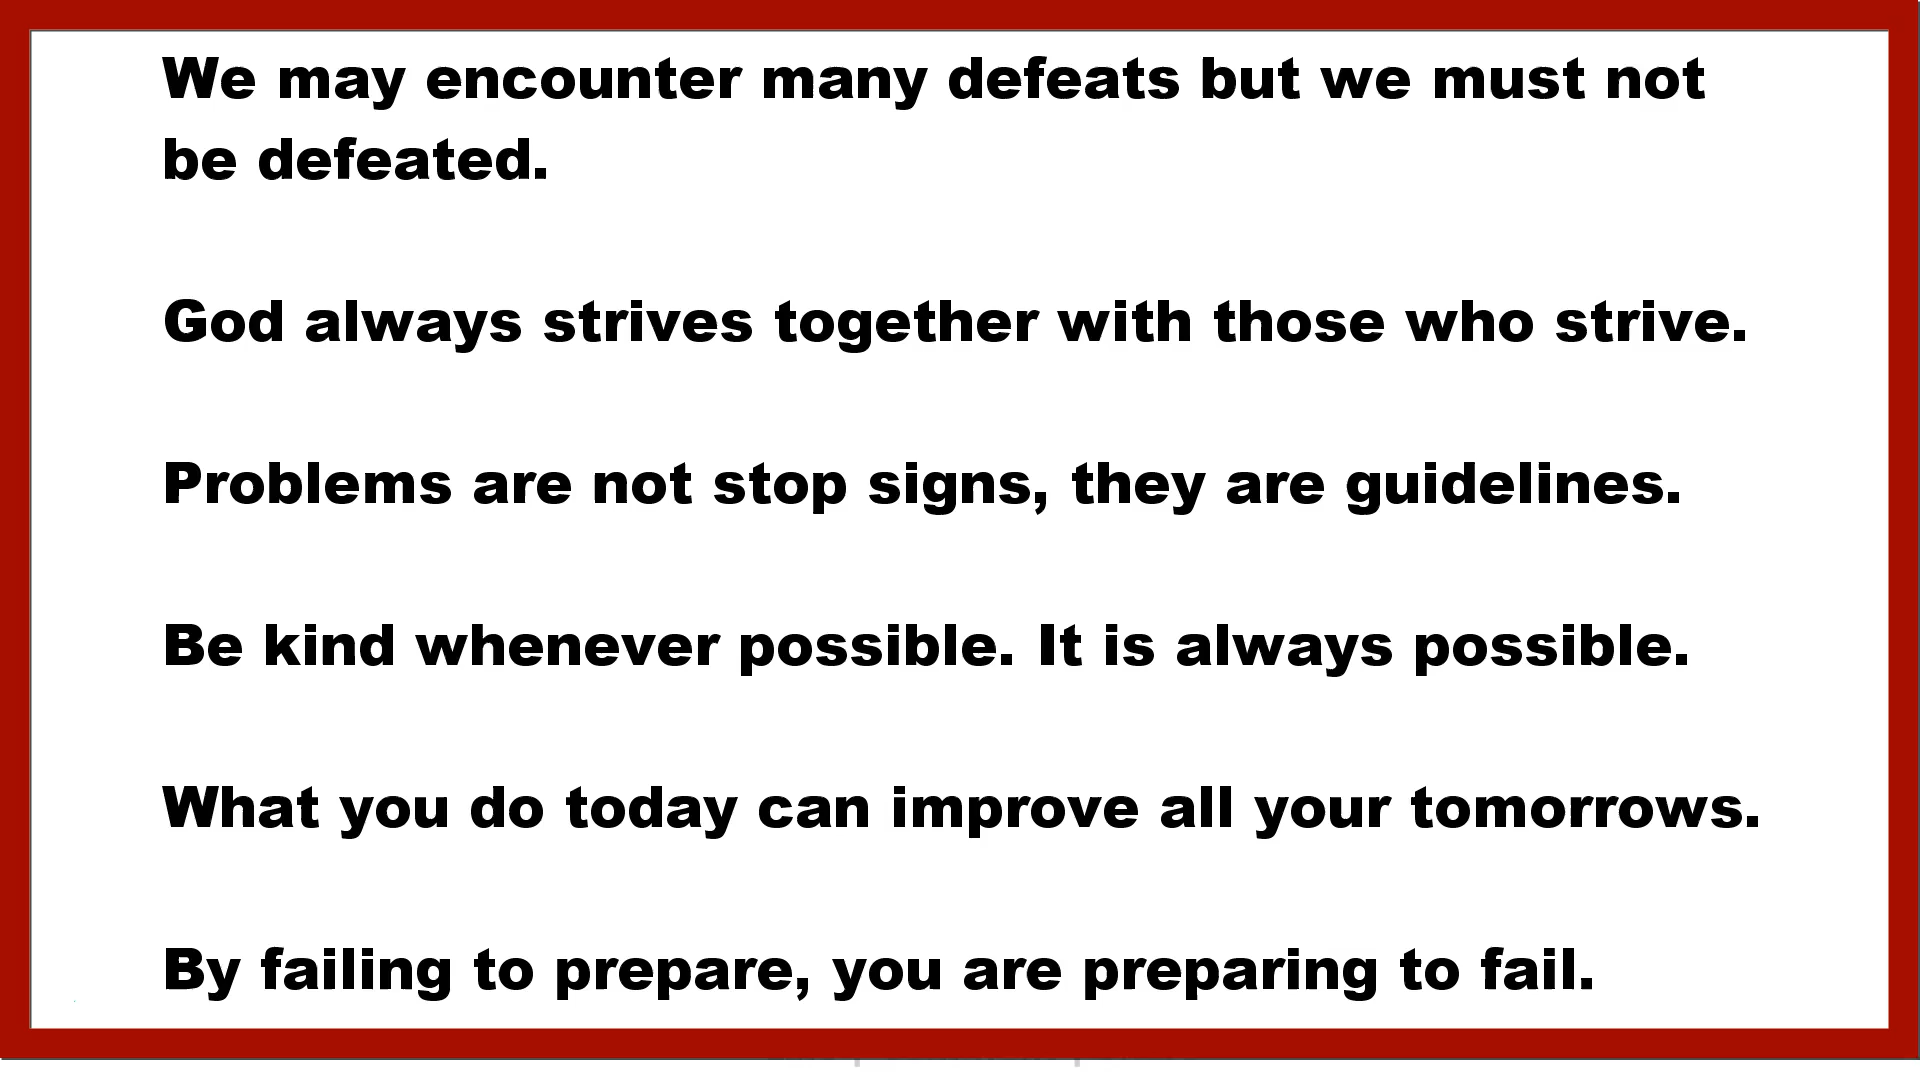 We may encounter many defeats but we must not
be defeated.
God always strives together with those who strive.
Problems are not stop signs, they are guidelines.
Be kind whenever possible. It is always possible.
What you do today can improve all your tomorrows.
By failing to prepare, you are preparing to fail.